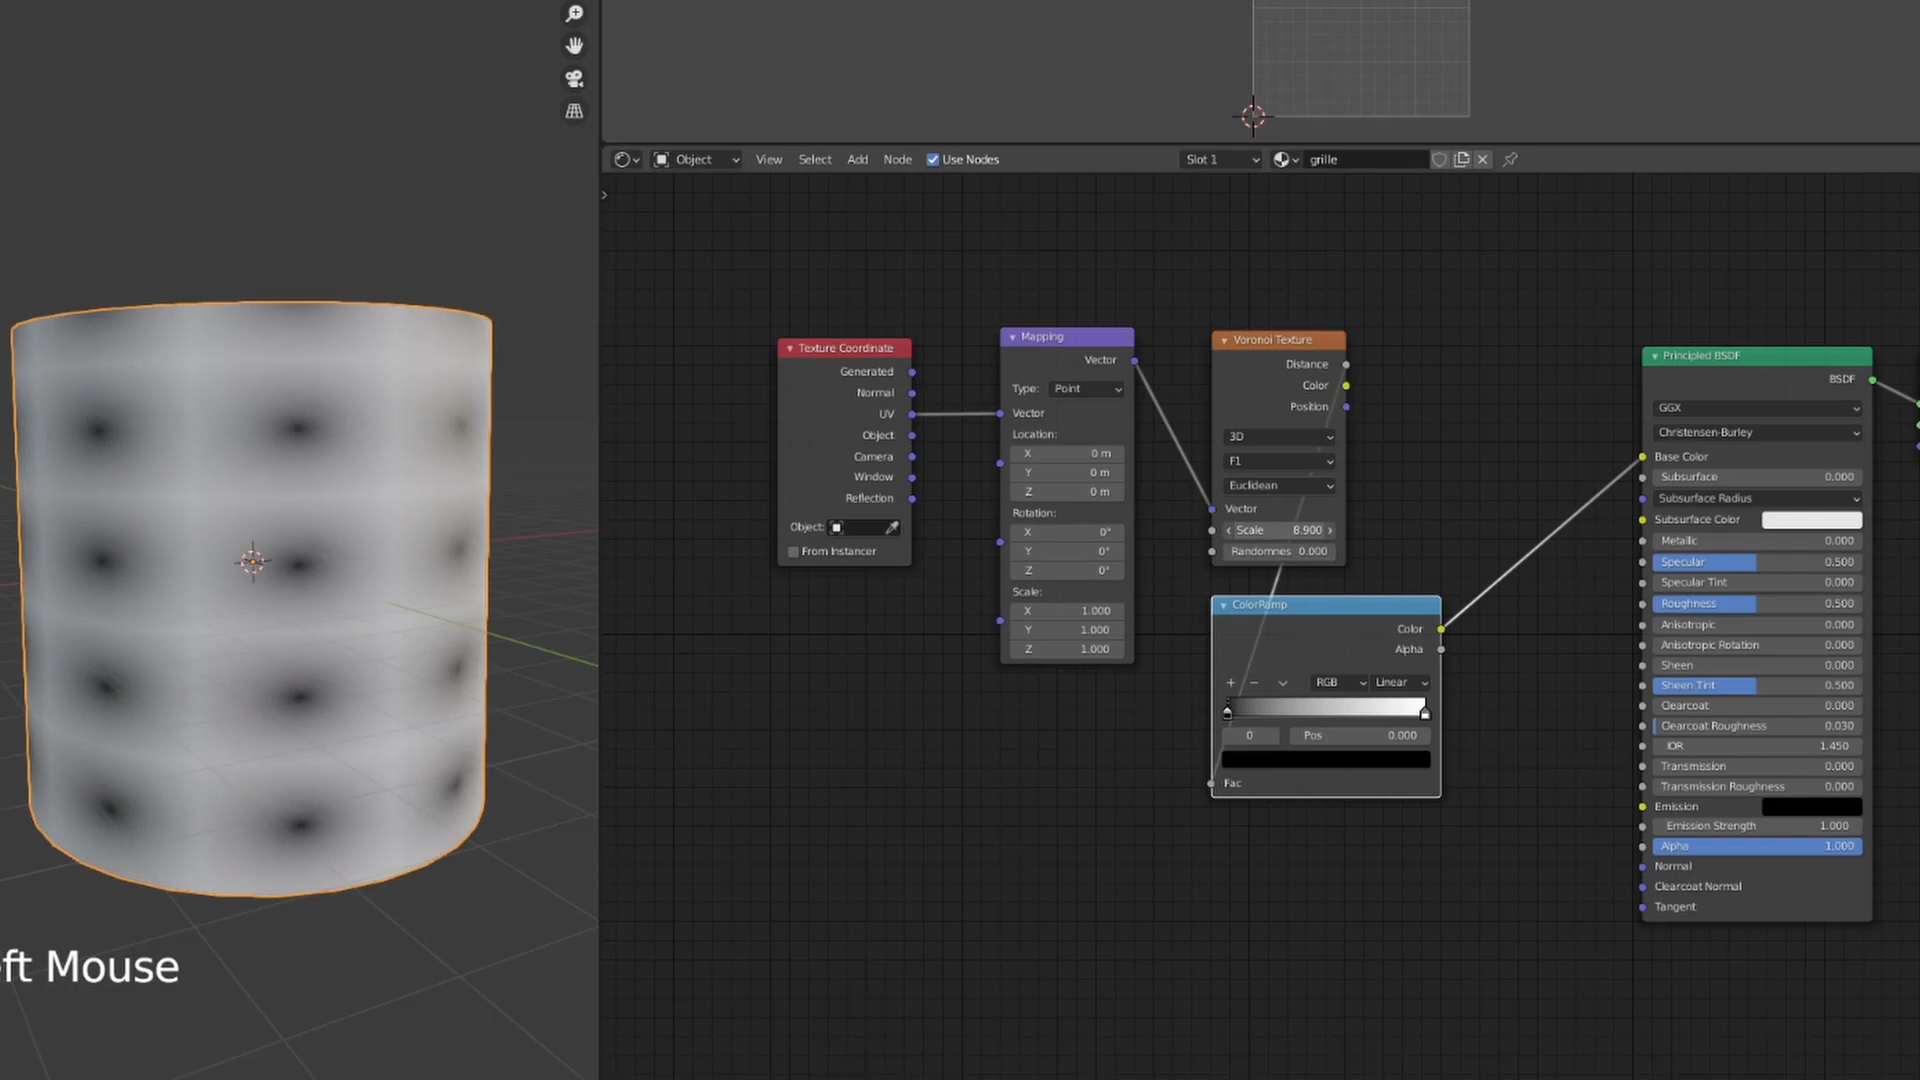 Object
View
Select
Add
Node
Use Nodes
Slot 1
grille
Texture Coordinate
Generated
Normal
UV
Object
Camera
Window
Reflection
Object:
From Instancer
Mapping
Vector
Type: Point
Vector
Location:
X 0 m
Y 0 m
Z 0 m
Rotation:
X 0°
Y 0°
Z 0°
Scale:
X 1.000
Y 1.000
Z 1.000
Voronoi Texture
Distance
Color
Position
3D
F1
Euclidean
Vector
Scale 8.900
Randomnes 0.000
ColorRamp
Color
Alpha
+ −
RGB
Linear
0
Pos 0.000
Fac
Principled BSDF
BSDF
GGX
Christensen-Burley
Base Color
Subsurface 0.000
Subsurface Radius
Subsurface Color
Metallic 0.000
Specular 0.500
Specular Tint 0.000
Roughness 0.500
Anisotropic 0.000
Anisotropic Rotation 0.000
Sheen 0.000
Sheen Tint 0.500
Clearcoat 0.000
Clearcoat Roughness 0.030
IOR 1.450
Transmission 0.000
Transmission Roughness 0.000
Emission
Emission Strength 1.000
Alpha 1.000
Normal
Clearcoat Normal
Tangent
ft Mouse